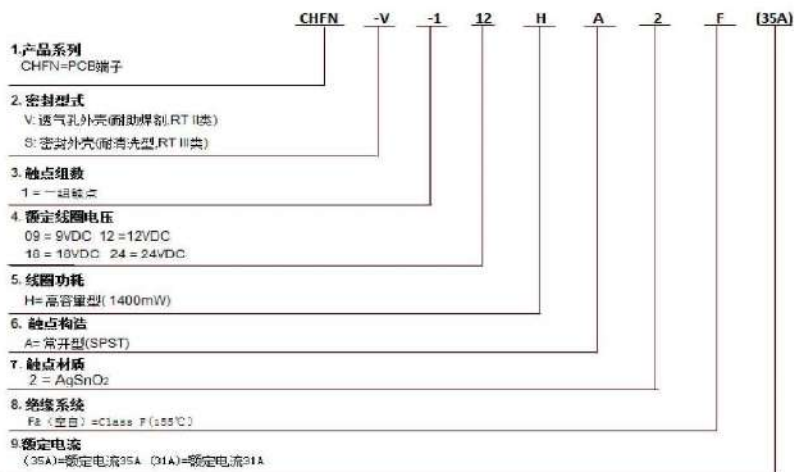 CHFN -V -1 12 H A 2 F (35A)
1.产品系列
CHFN=PCB端子
2. 密封型式
V: 透气孔外壳(耐助焊剂,RT II类)
S: 密封外壳(耐清洗型,RT III类)
3. 触点组数
1 = 一组触点
4. 额定线圈电压
09 = 9VDC 12 =12VDC
18 = 18VDC 24 = 24VDC
5. 线圈功耗
H= 高容量型( 1400mW)
6. 触点构造
A= 常开型(SPST)
7. 触点材质
2 = AgSnO2
8. 绝缘系统
F& (空白) =Class F(155℃)
9.额定电流
(35A)=额定电流35A (31A)=额定电流31A